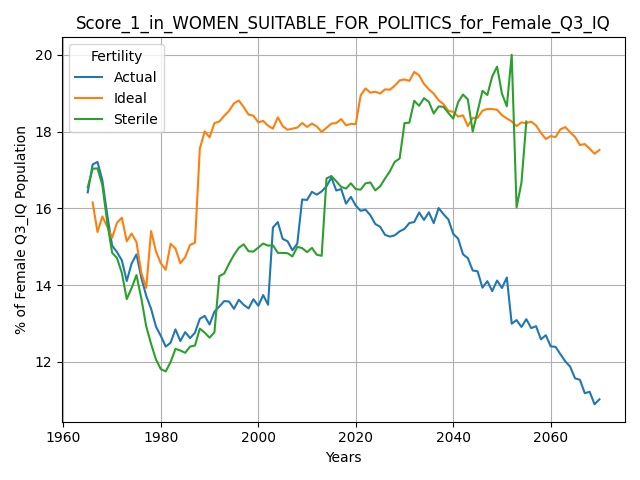 Score_1_in_WOMEN_SUITABLE_FOR_POLITICS_for_Female_Q3_IQ
Fertility
Actual
Ideal
Sterile
% of Female Q3_IQ Population
20
18
16
14
12
1960
1980
2000
2020
2040
2060
Years